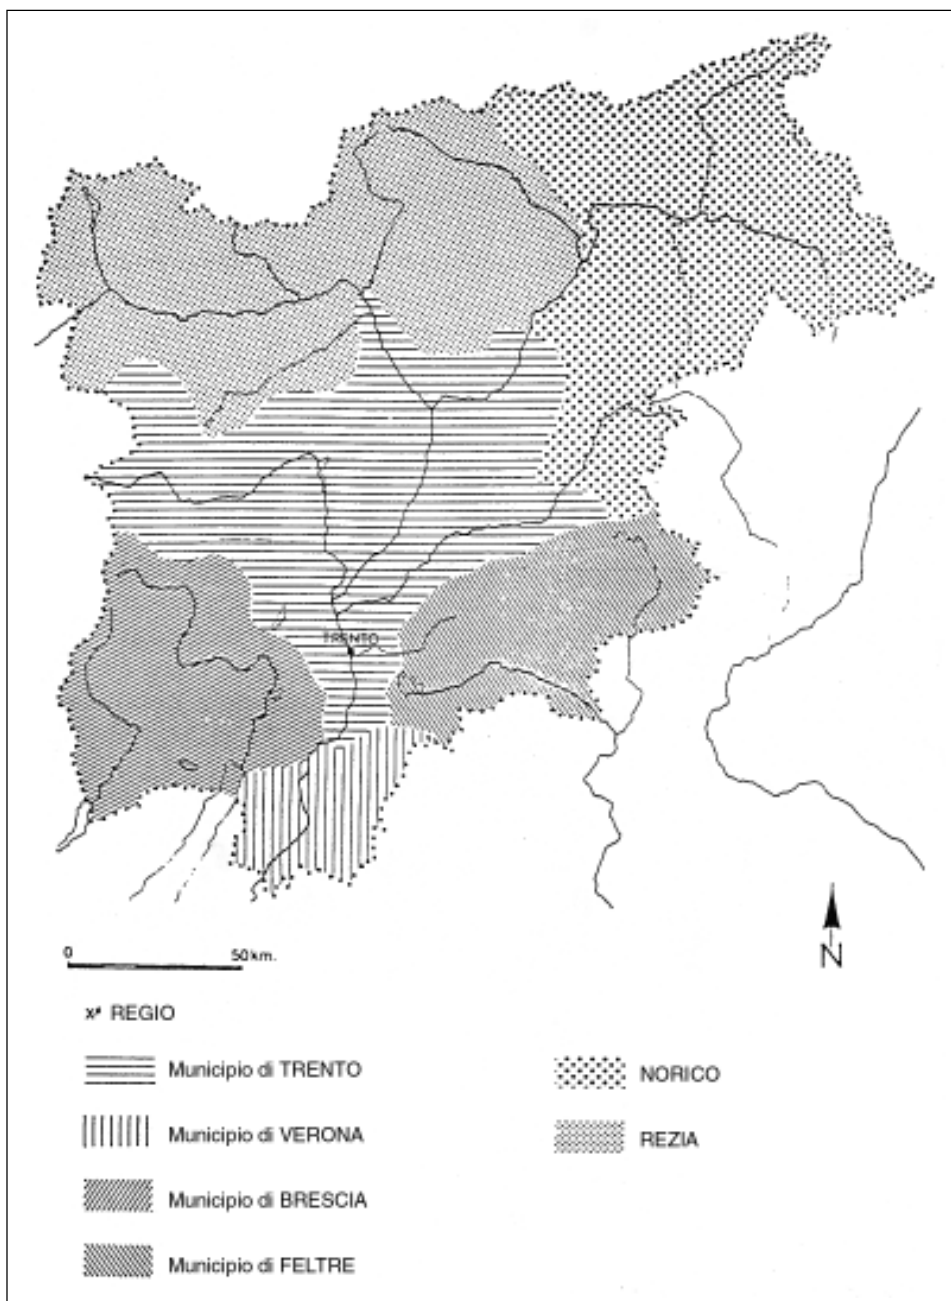 TRENTO
N
0 50 km.
Xª REGIO
Municipio di TRENTO
Municipio di VERONA
Municipio di BRESCIA
Municipio di FELTRE
NORICO
REZIA